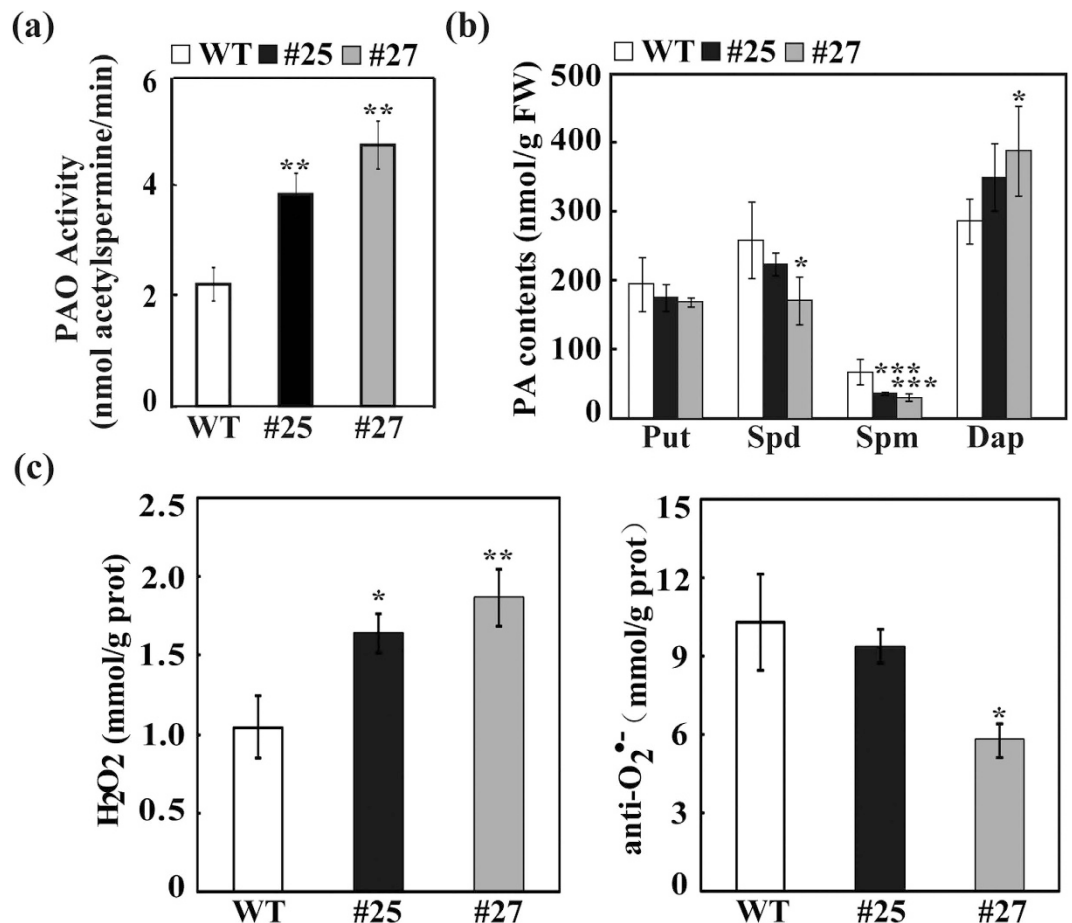 (a)
WT #25 #27
PAO Activity
(nmol acetylspermine/min)
6
4
2
0
**
**
WT #25 #27
(b)
WT #25 #27
PA contents (nmol/g FW)
500
400
300
200
100
0
*
*
***
***
Put Spd Spm Dap
(c)
H2O2 (mmol/g prot)
2.5
2.0
1.5
1.0
0.5
0
*
**
WT #25 #27
anti-O2•- (mmol/g prot)
15
12
9
6
3
0
*
WT #25 #27